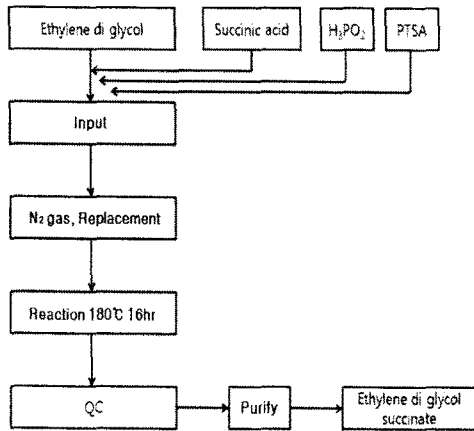 Ethylene di glycol
Succinic acid
H₃PO₂
PTSA
Input
N₂ gas, Replacement
Reaction 180℃ 16hr
QC
Purify
Ethylene di glycol
succinate